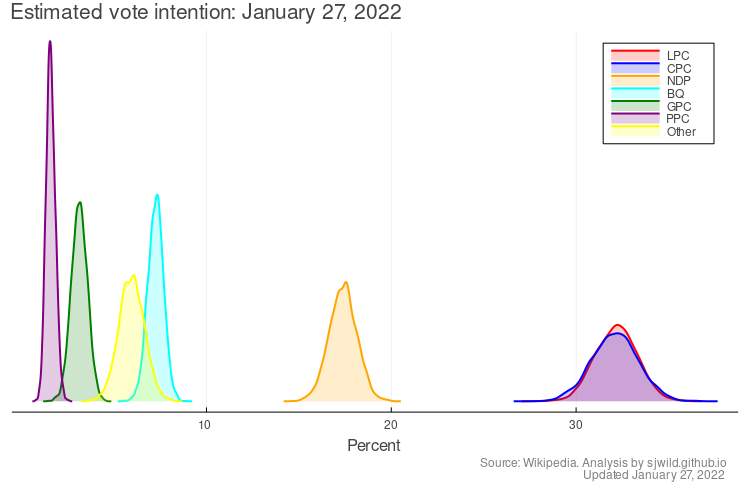 Estimated vote intention: January 27, 2022
LPC
CPC
NDP
BQ
GPC
PPC
Other
10
20
30
Percent
Source: Wikipedia. Analysis by sjwild.github.io
Updated January 27, 2022